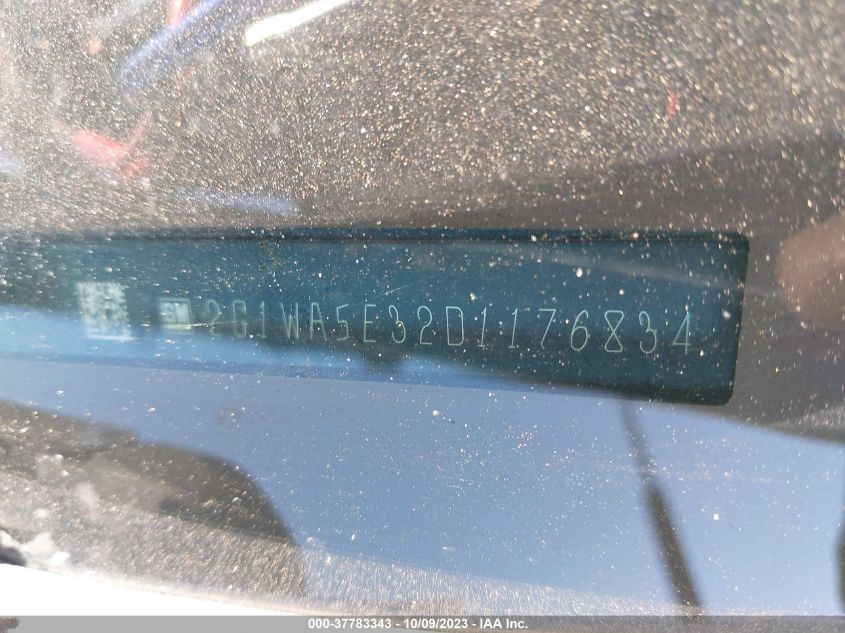 GM 2G1WA5E32D1176834
000-37783343 - 10/09/2023 - IAA Inc.